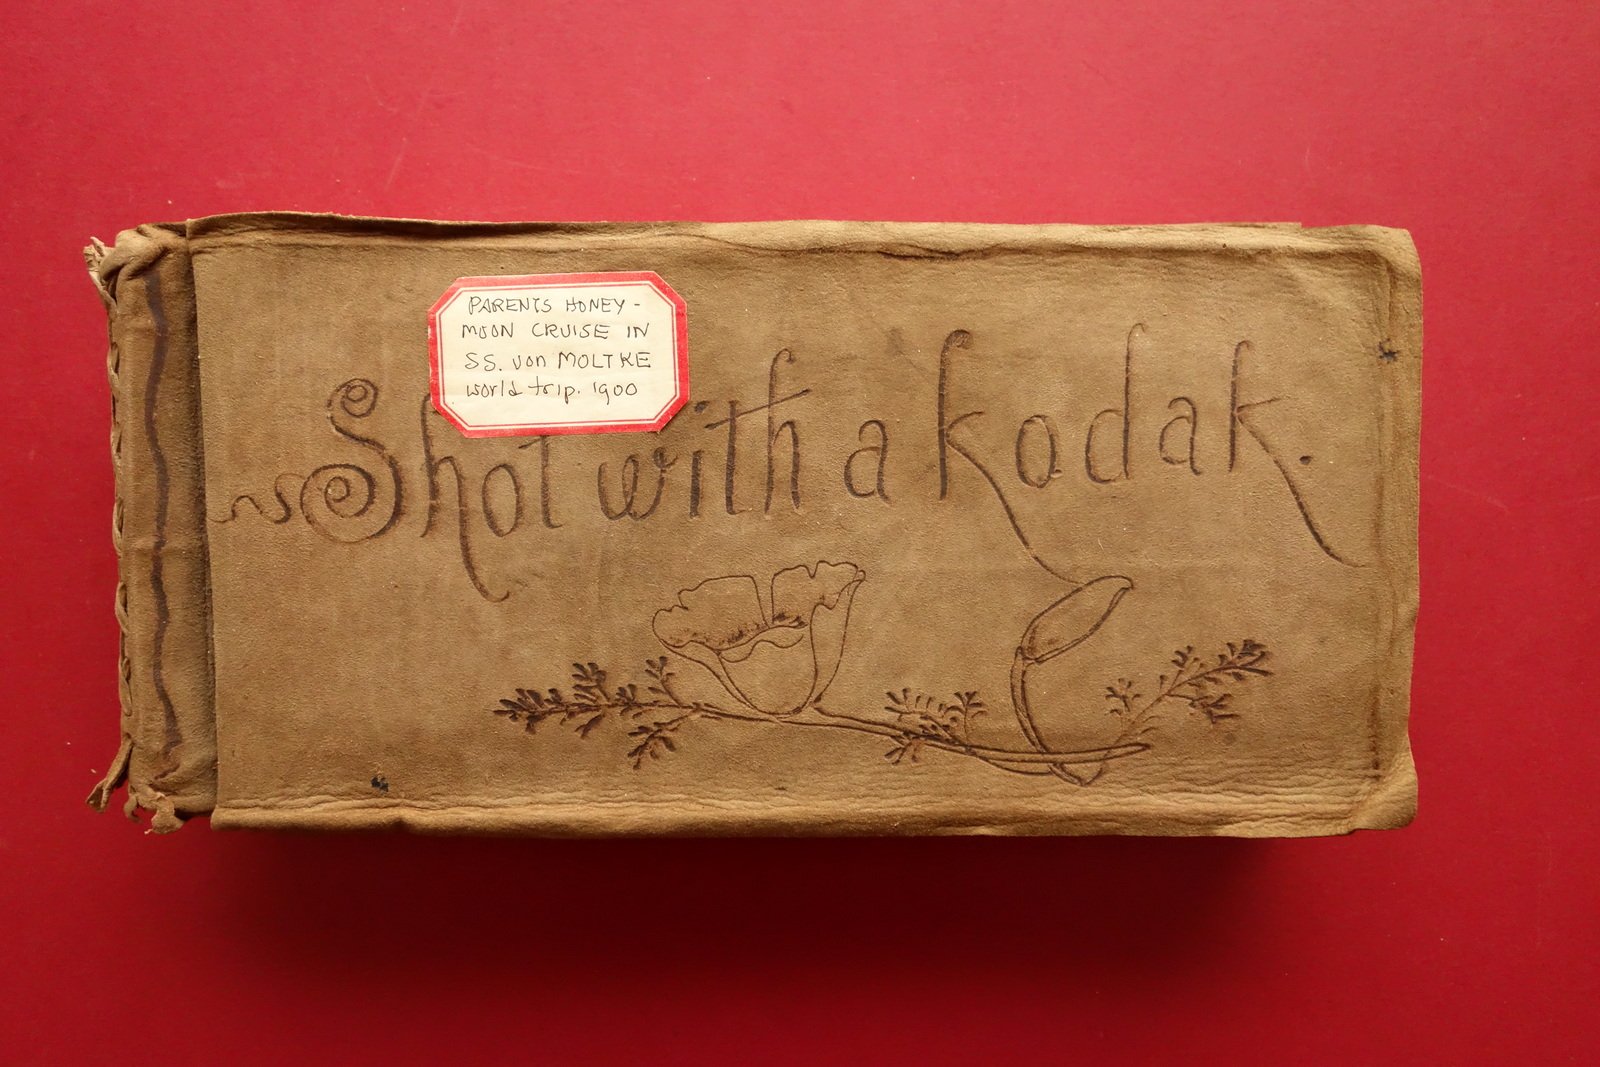 PARENTS HONEY-
MOON CRUISE IN
SS. von MOLTKE
world trip. 1900
Shot with a kodak.